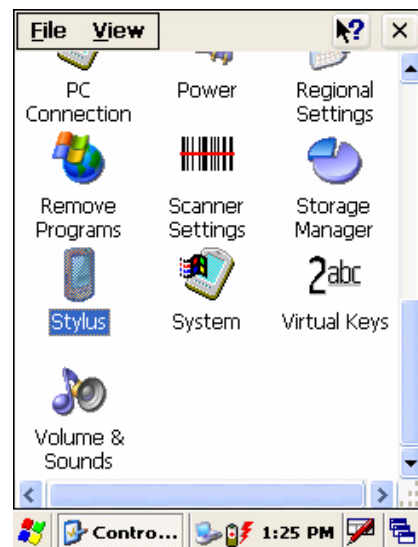 File View ?
PC Connection
Power
Regional Settings
Remove Programs
Scanner Settings
Storage Manager
Stylus
System
2abc
Virtual Keys
Volume & Sounds
Contro... 1:25 PM